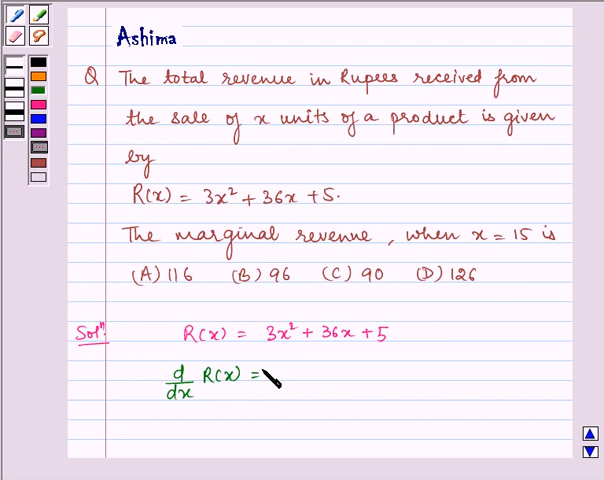 Ashima
Q The total revenue in Rupees received from
the sale of x units of a product is given
by
R(x) = 3x² + 36x + 5.
The marginal revenue, when x = 15 is
(A) 116 (B) 96 (C) 90 (D) 126
Solⁿ. R(x) = 3x² + 36x + 5
d/dx R(x) =